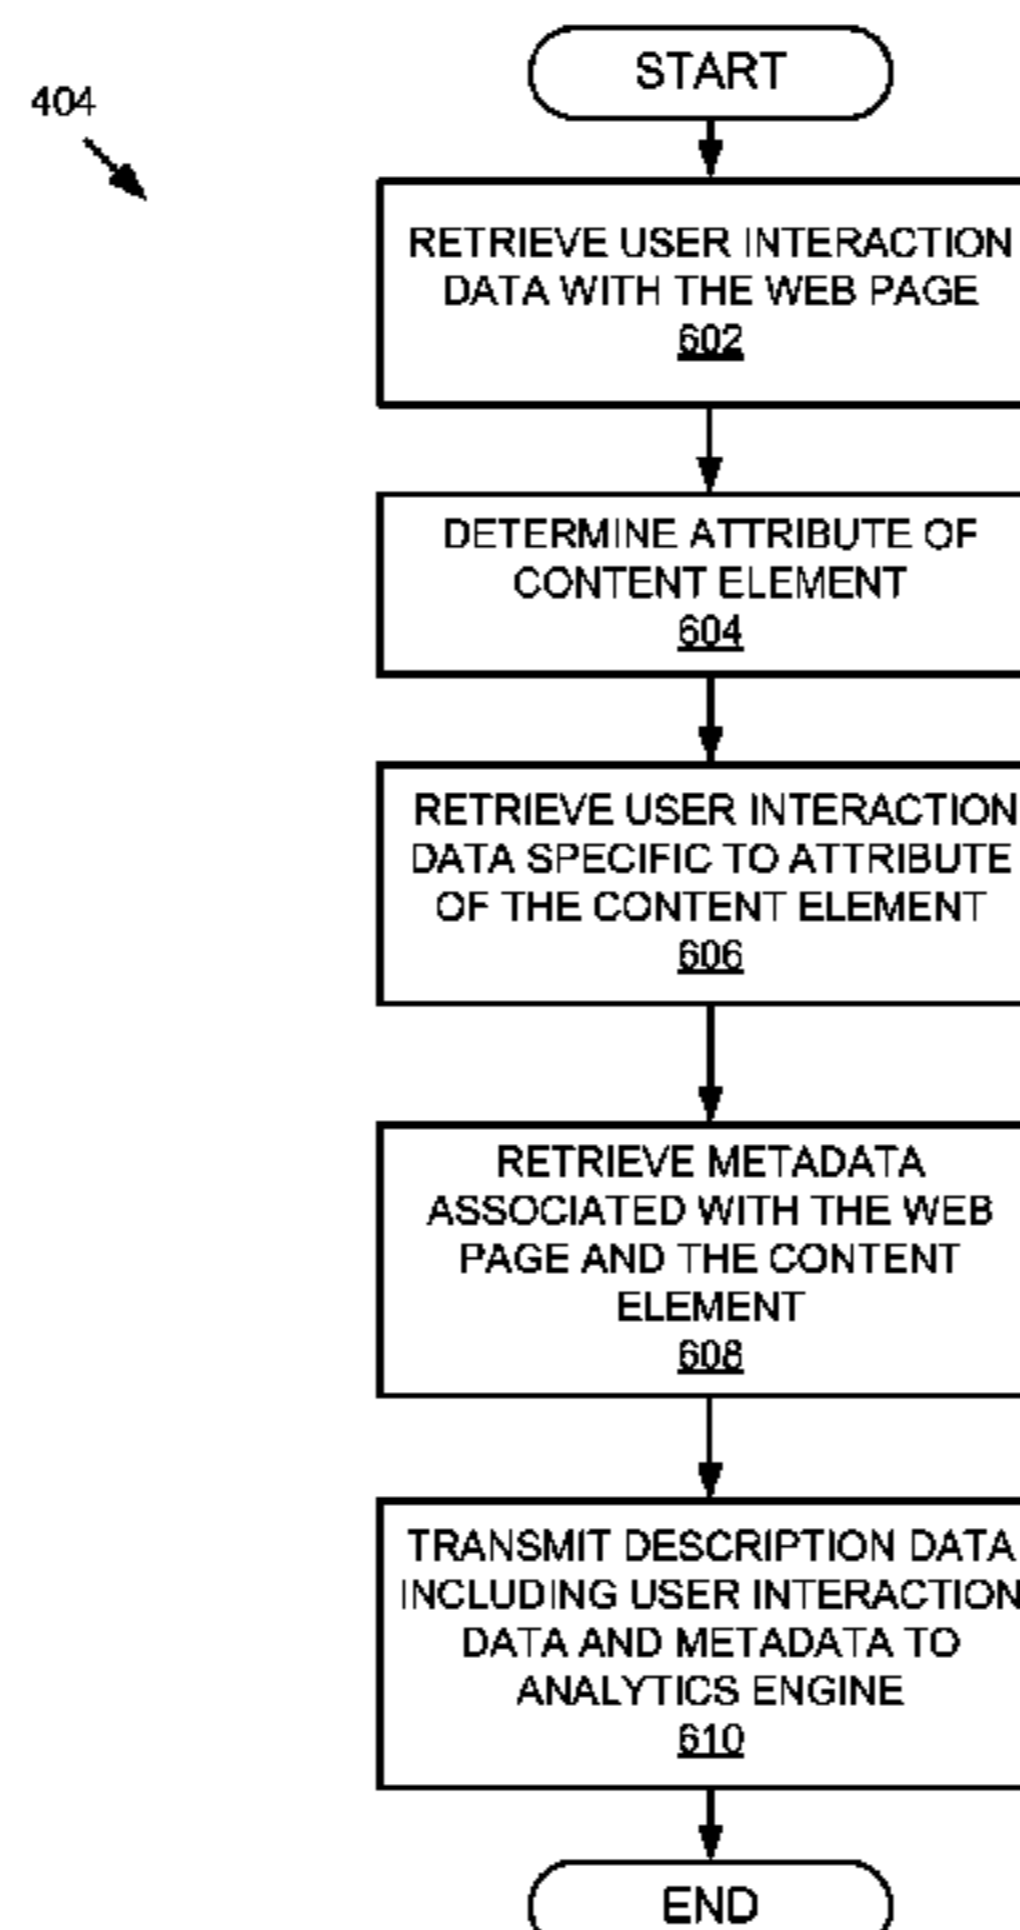 START
404
RETRIEVE USER INTERACTION
DATA WITH THE WEB PAGE
602
DETERMINE ATTRIBUTE OF
CONTENT ELEMENT
604
RETRIEVE USER INTERACTION
DATA SPECIFIC TO ATTRIBUTE
OF THE CONTENT ELEMENT
606
RETRIEVE METADATA
ASSOCIATED WITH THE WEB
PAGE AND THE CONTENT
ELEMENT
608
TRANSMIT DESCRIPTION DATA
INCLUDING USER INTERACTION
DATA AND METADATA TO
ANALYTICS ENGINE
610
END